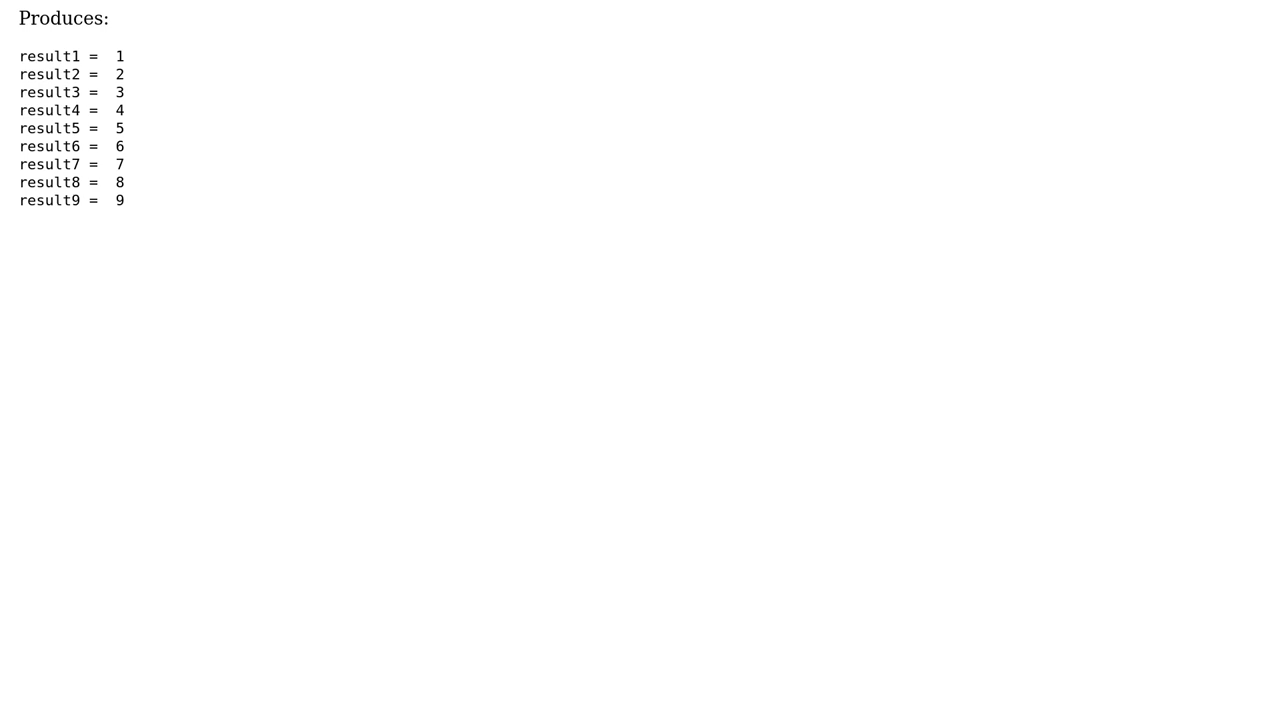 Produces:
result1 =  1
result2 =  2
result3 =  3
result4 =  4
result5 =  5
result6 =  6
result7 =  7
result8 =  8
result9 =  9